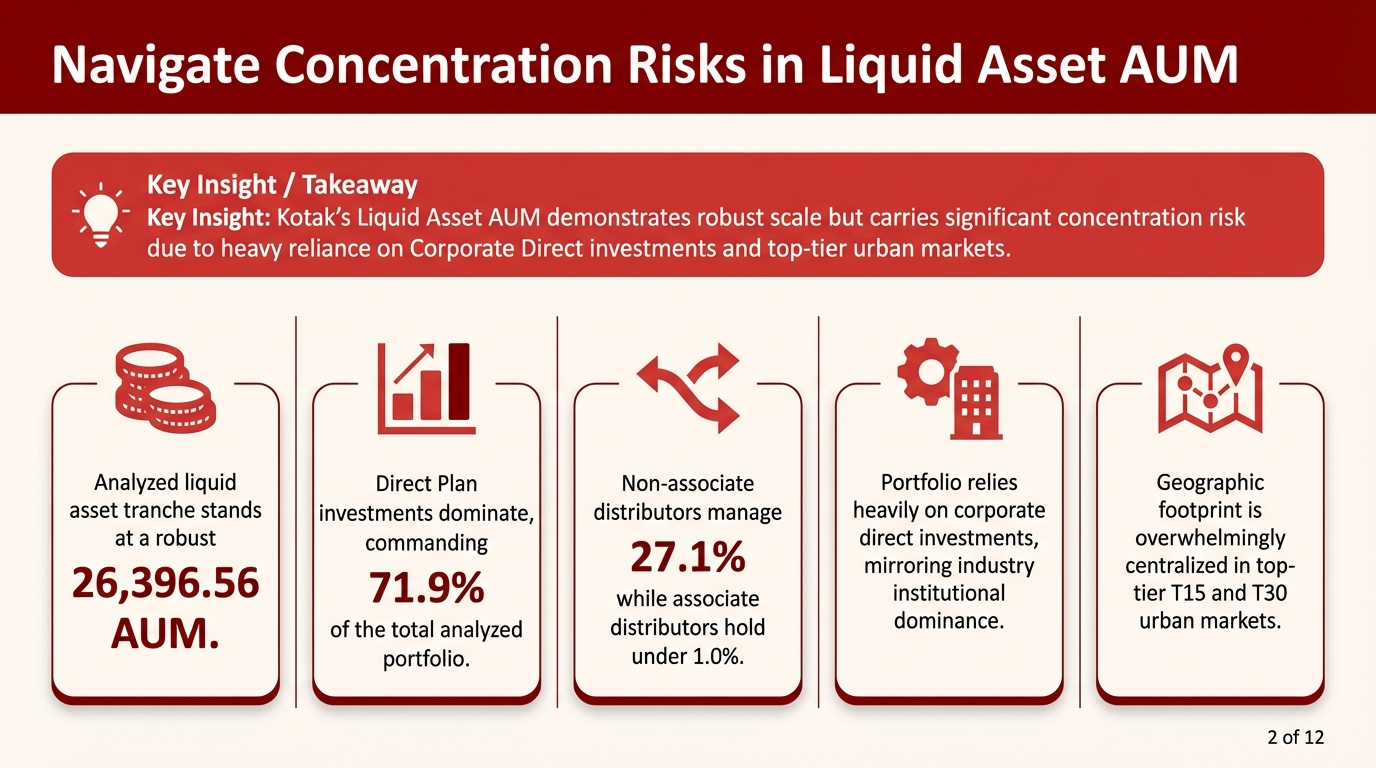 Navigate Concentration Risks in Liquid Asset AUM
Key Insight / Takeaway
Key Insight: Kotak's Liquid Asset AUM demonstrates robust scale but carries significant concentration risk
due to heavy reliance on Corporate Direct investments and top-tier urban markets.
Analyzed liquid
asset tranche stands
at a robust
26,396.56
AUM.
Direct Plan
investments dominate,
commanding
71.9%
of the total analyzed
portfolio.
Non-associate
distributors manage
27.1%
while associate
distributors hold
under 1.0%.
Portfolio relies
heavily on corporate
direct investments,
mirroring industry
institutional
dominance.
Geographic
footprint is
overwhelmingly
centralized in top-
tier T15 and T30
urban markets.
2 of 12